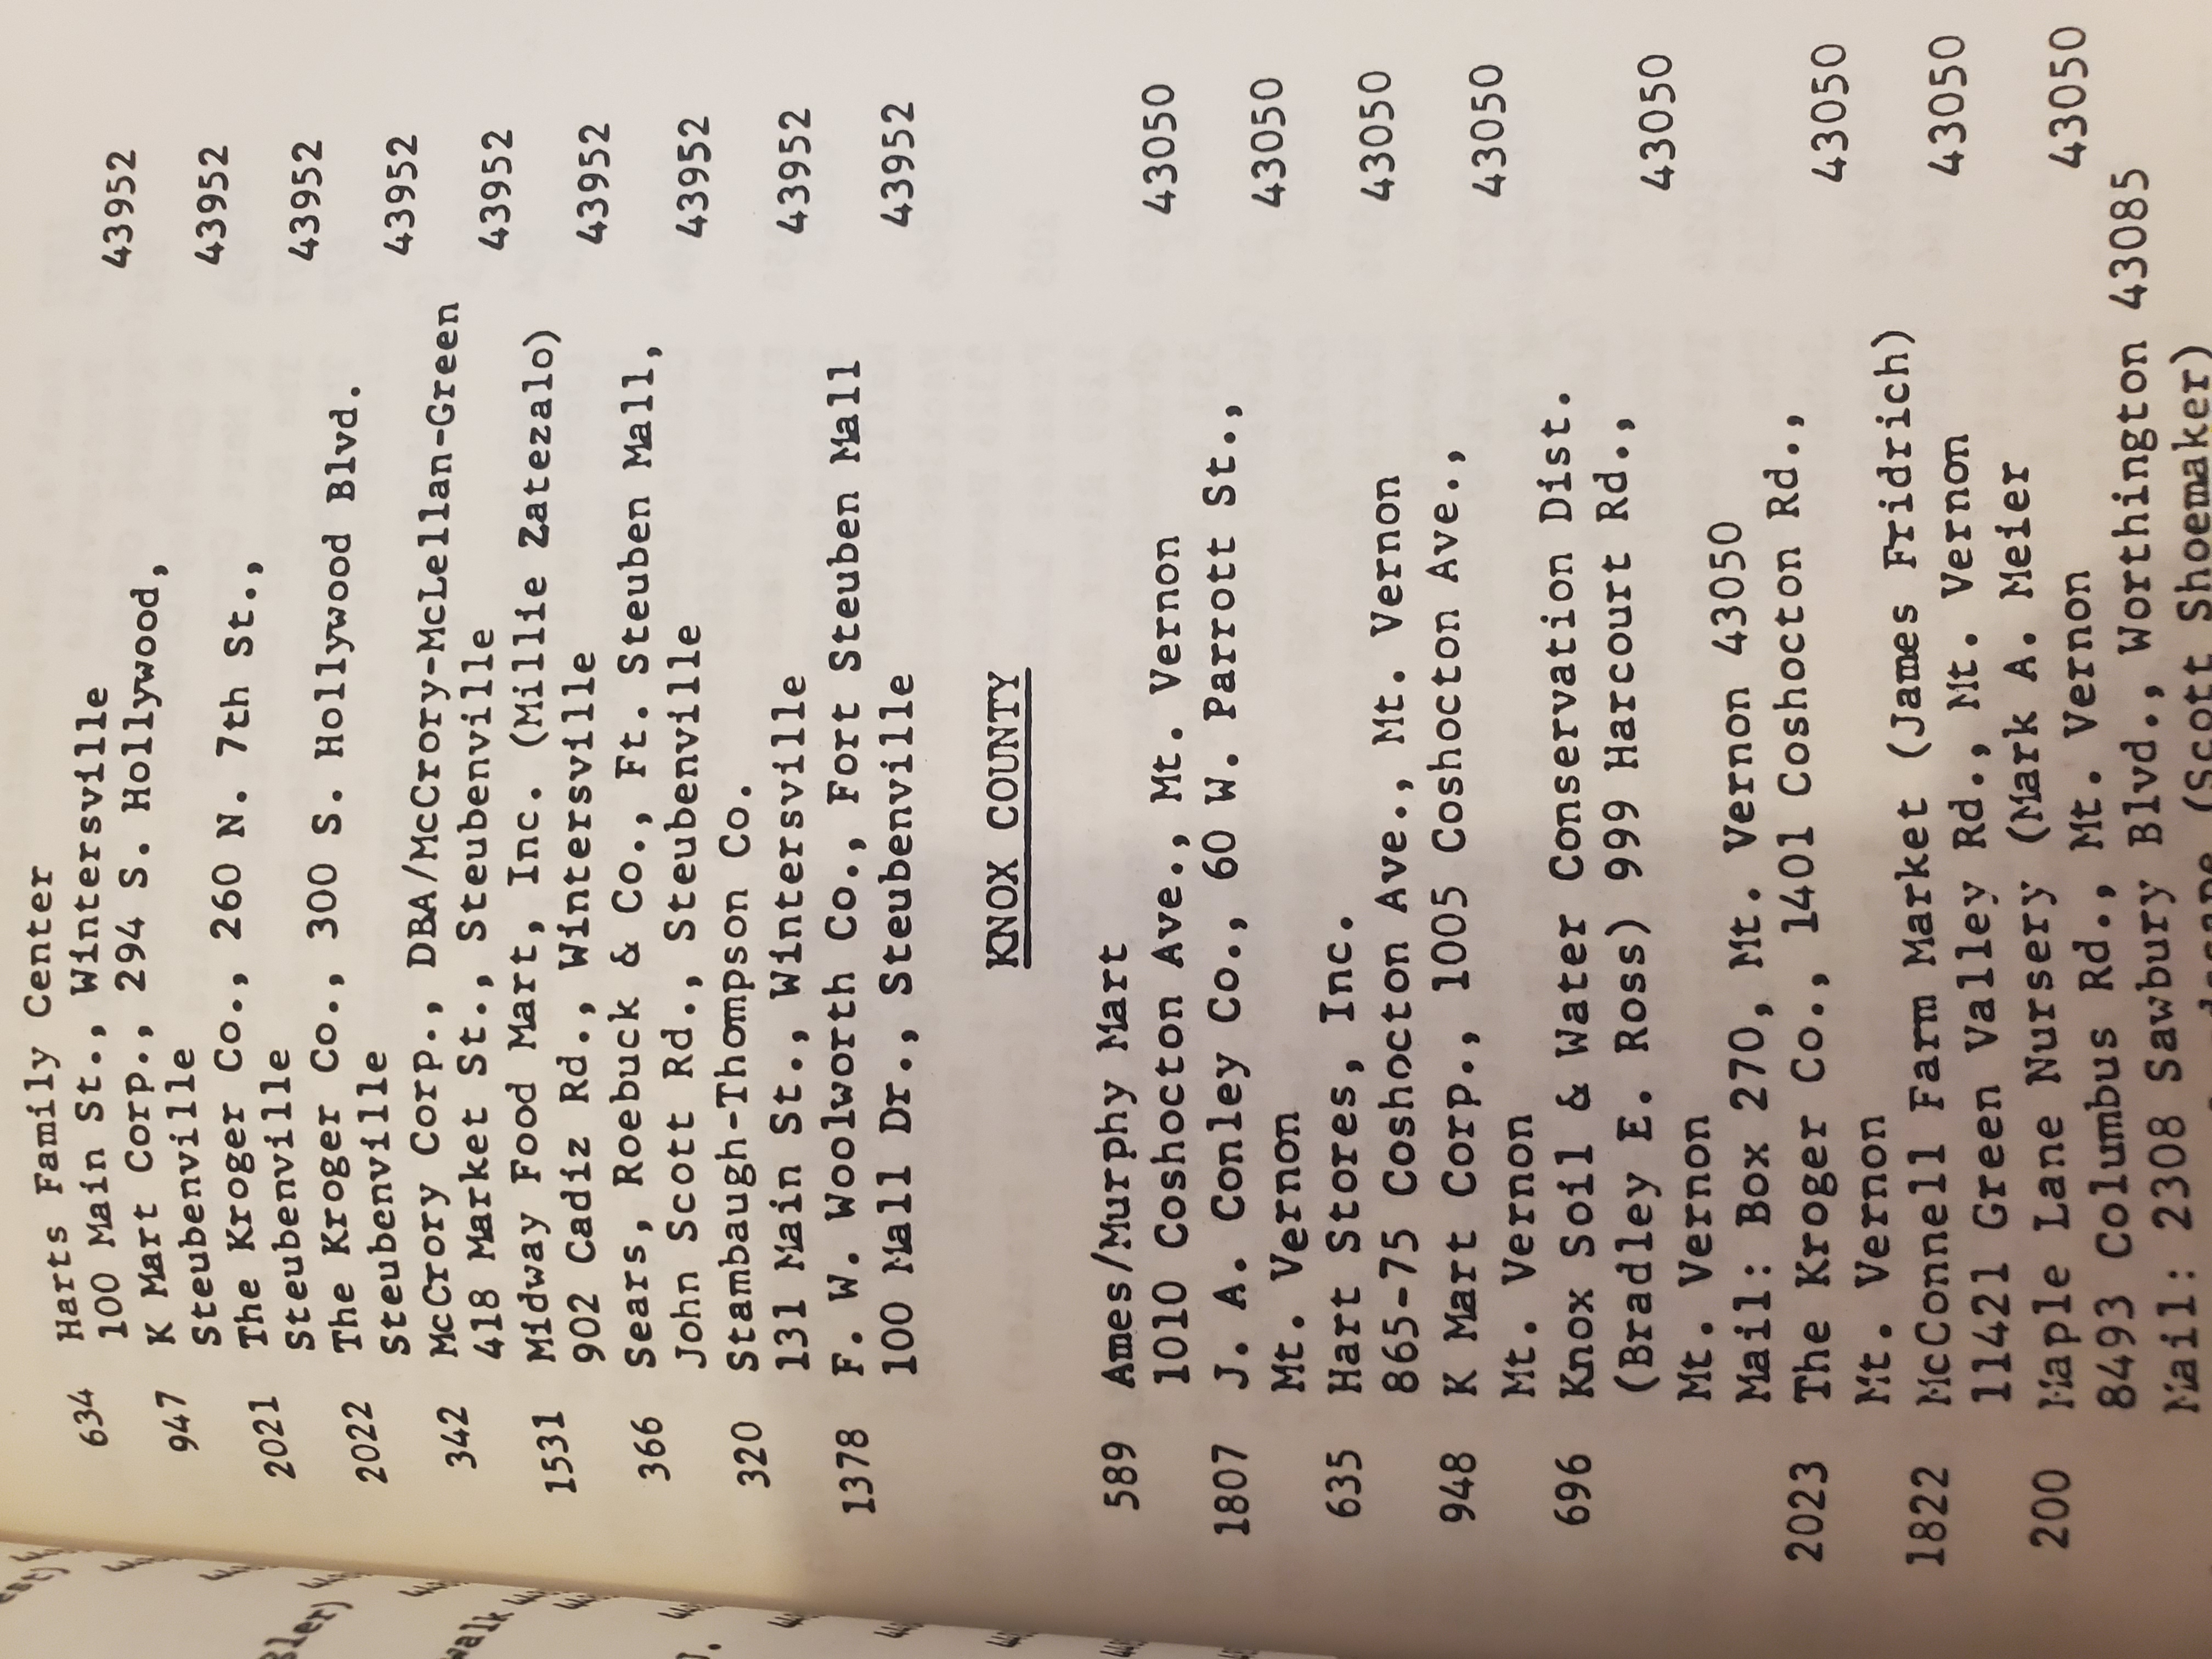 634 Harts Family Center
100 Main St., Wintersville 43952
947 K Mart Corp., 294 S. Hollywood,
Steubenville 43952
2021 The Kroger Co., 260 N. 7th St.,
Steubenville 43952
2022 The Kroger Co., 300 S. Hollywood Blvd.
Steubenville 43952
342 McCrory Corp., DBA/McCrory-McLellan-Green
418 Market St., Steubenville 43952
1531 Midway Food Mart, Inc. (Millie Zatezalo)
902 Cadiz Rd., Wintersville 43952
366 Sears, Roebuck & Co., Ft. Steuben Mall,
John Scott Rd., Steubenville 43952
320 Stambaugh-Thompson Co.
131 Main St., Wintersville 43952
1378 F. W. Woolworth Co., Fort Steuben Mall
100 Mall Dr., Steubenville 43952
KNOX COUNTY
589 Ames/Murphy Mart
1010 Coshocton Ave., Mt. Vernon 43050
1807 J. A. Conley Co., 60 W. Parrott St.,
Mt. Vernon 43050
635 Hart Stores, Inc.
865-75 Coshocton Ave., Mt. Vernon 43050
948 K Mart Corp., 1005 Coshocton Ave.,
Mt. Vernon 43050
696 Knox Soil & Water Conservation Dist.
(Bradley E. Ross) 999 Harcourt Rd.,
Mt. Vernon 43050
Mail: Box 270, Mt. Vernon 43050
2023 The Kroger Co., 1401 Coshocton Rd.,
Mt. Vernon 43050
1822 McConnell Farm Market (James Fridrich)
11421 Green Valley Rd., Mt. Vernon 43050
200 Maple Lane Nursery (Mark A. Meier
8493 Columbus Rd., Mt. Vernon 43050
Mail: 2308 Sawbury Blvd., Worthington 43085
(Scott Shoemaker)